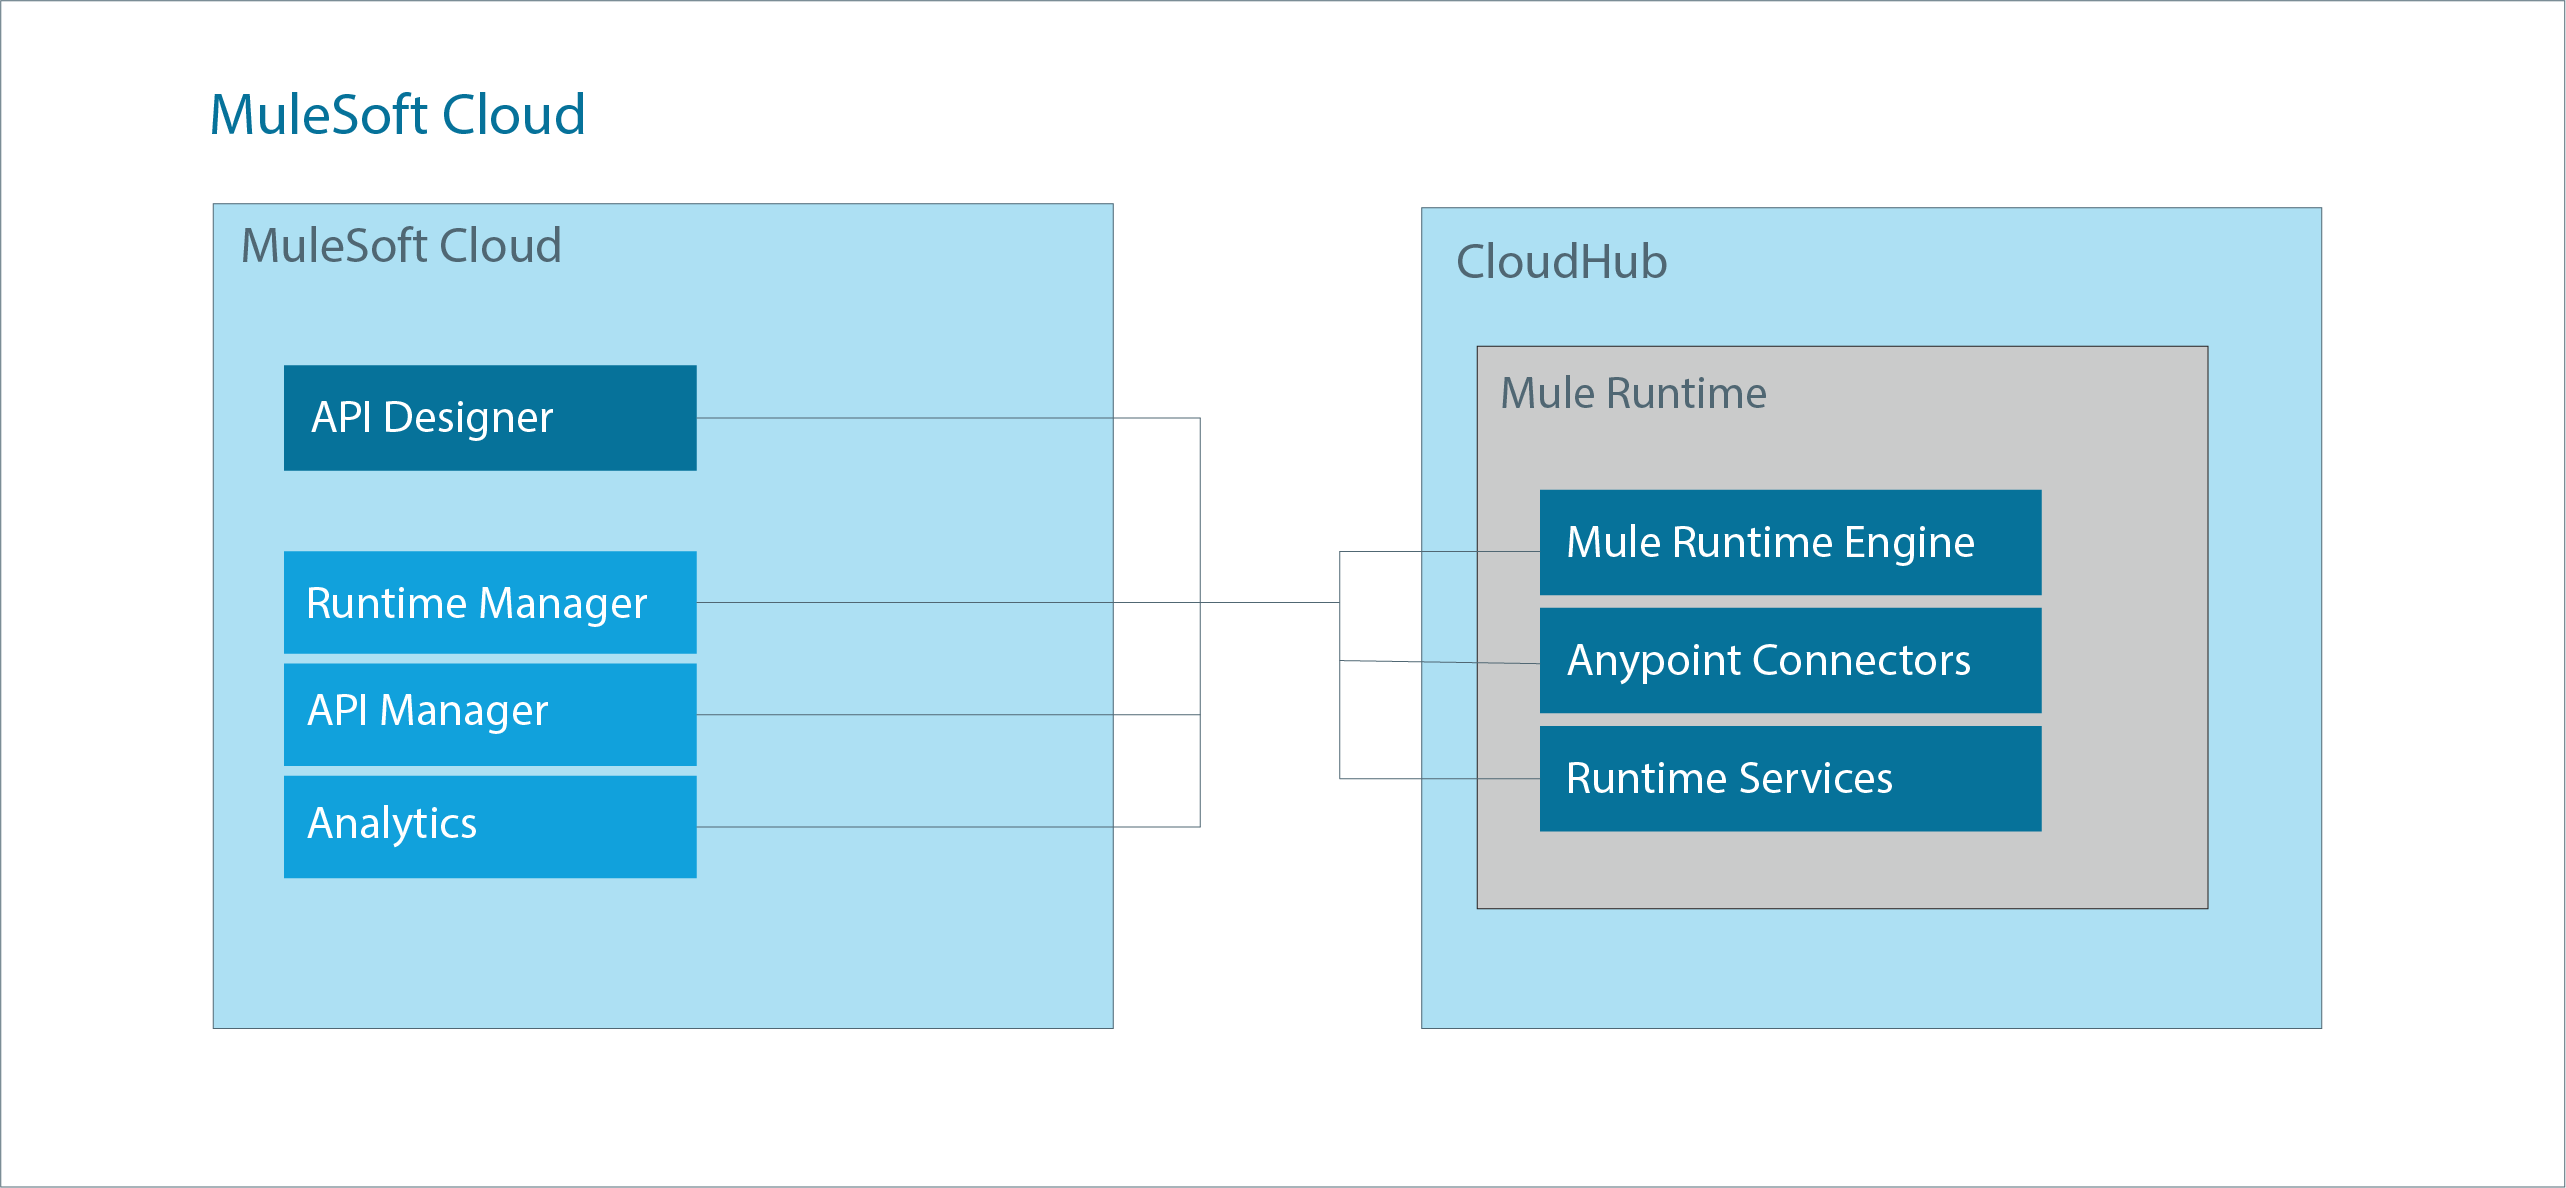 MuleSoft Cloud
MuleSoft Cloud
API Designer
Runtime Manager
API Manager
Analytics
CloudHub
Mule Runtime
Mule Runtime Engine
Anypoint Connectors
Runtime Services